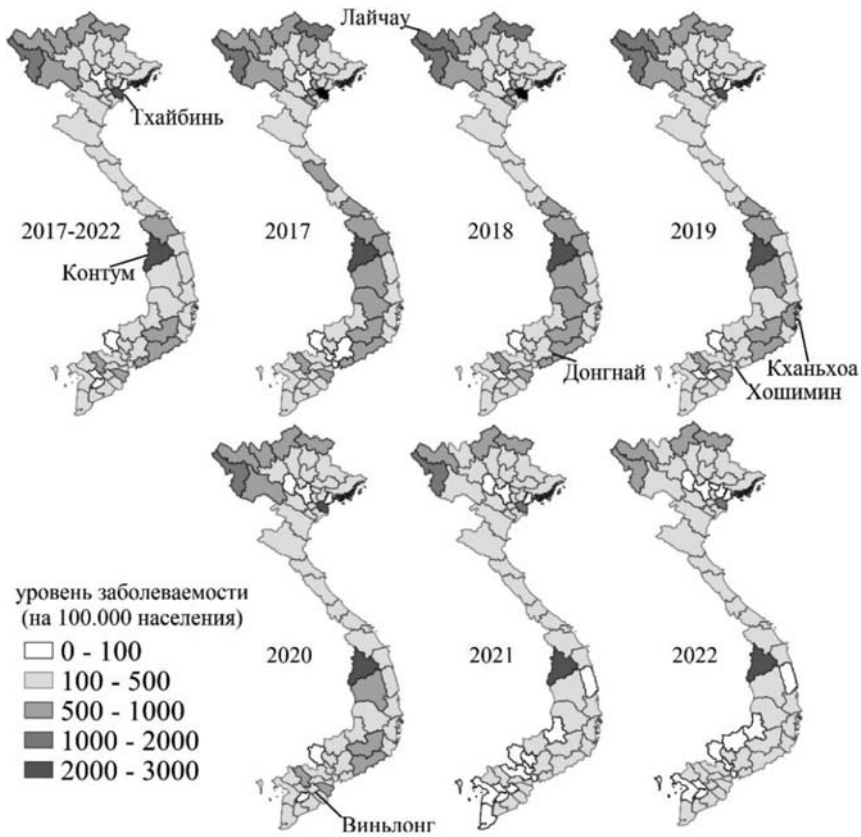 Лайчау
Тхайбинь
2017-2022
2017
2018
2019
Контум
Донгнай
Кханьхоа
Хошимин
уровень заболеваемости
(на 100.000 населения)
0 - 100
100 - 500
500 - 1000
1000 - 2000
2000 - 3000
2020
2021
2022
Виньлонг